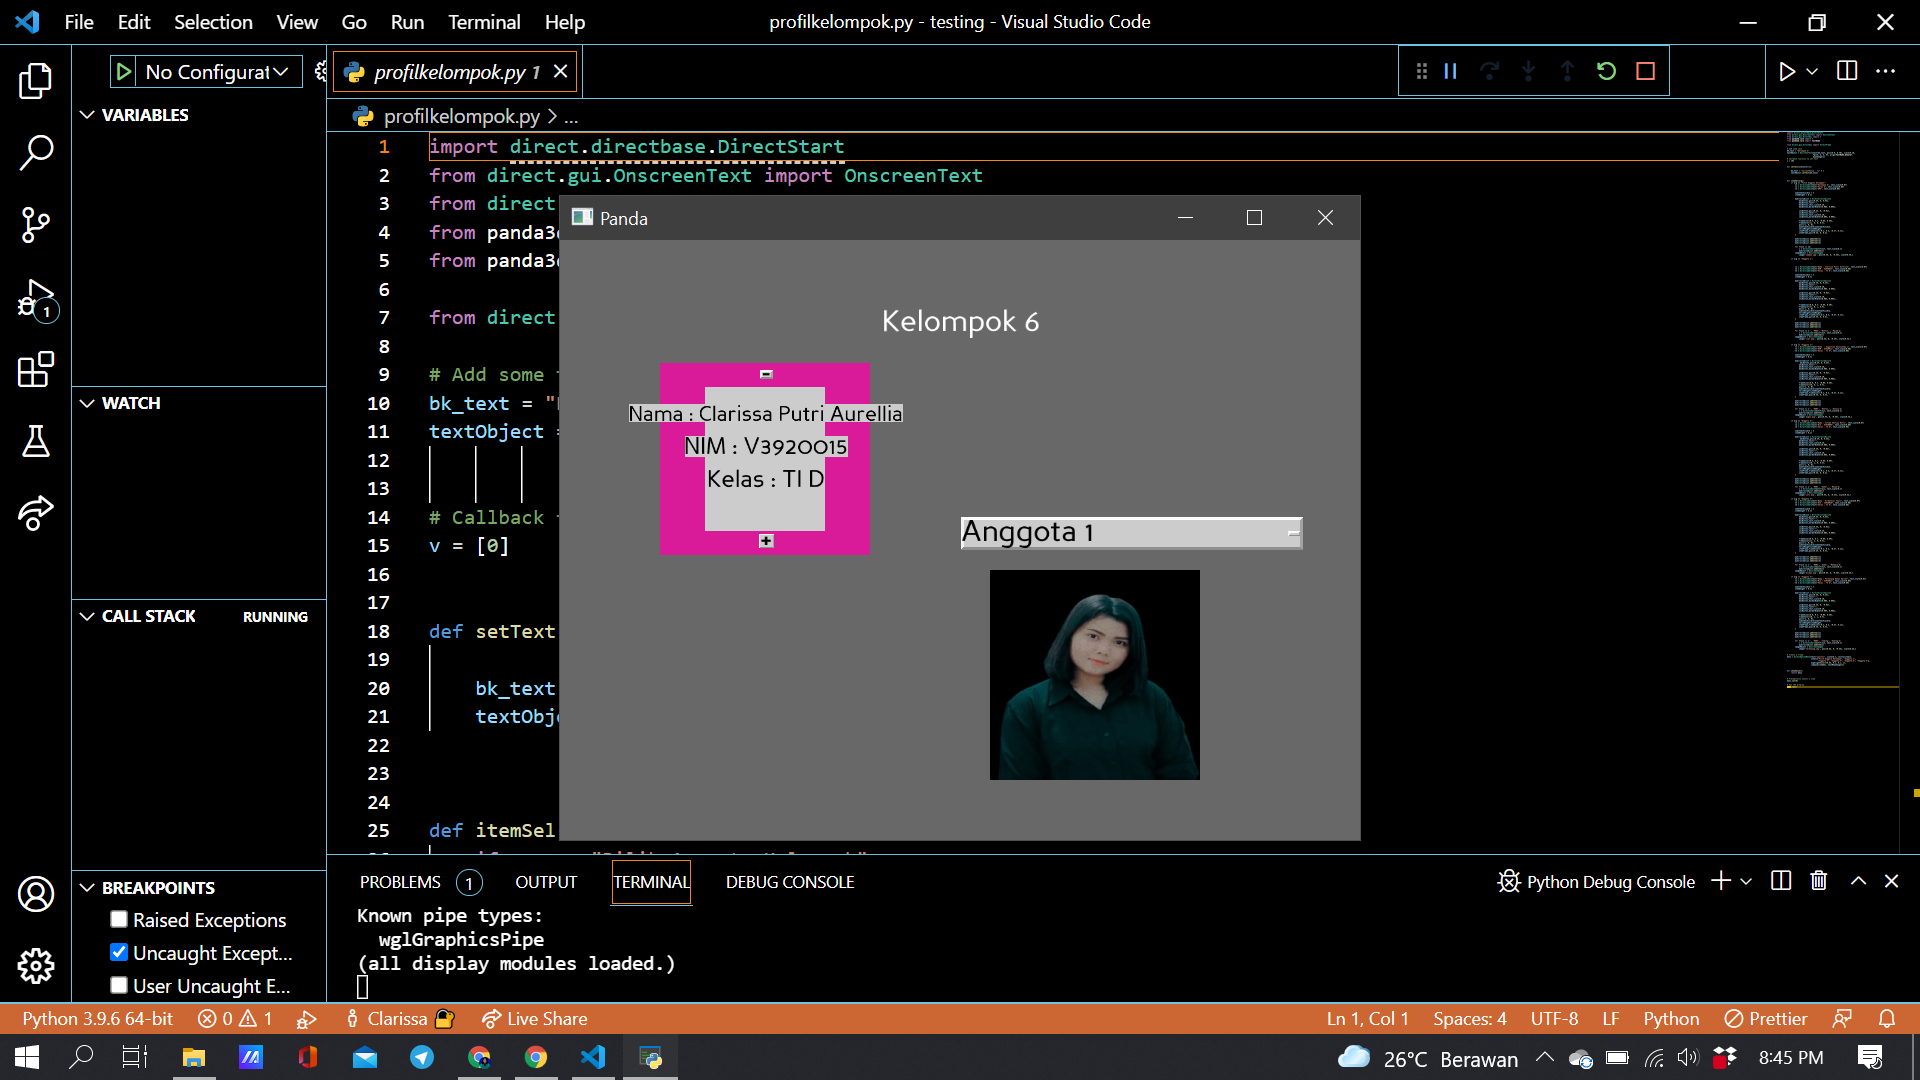 File Edit Selection View Go Run Terminal Help
profilkelompok.py - testing - Visual Studio Code
No Configurat
profilkelompok.py 1
VARIABLES
profilkelompok.py > ...
1 import direct.directbase.DirectStart
2 from direct.gui.OnscreenText import OnscreenText
3 from direct
4 from panda3
5 from panda3
6
7 from direct
8
9 # Add some
10 bk_text = "
11 textObject =
12
13
14 # Callback
15 v = [0]
16
17
18 def setText
19
20 bk_text
21 textObj
22
23
24
25 def itemSel
Panda
Kelompok 6
Nama : Clarissa Putri Aurellia
NIM : V3920015
Kelas : TI D
Anggota 1
WATCH
CALL STACK RUNNING
BREAKPOINTS
Raised Exceptions
Uncaught Except...
User Uncaught E...
1
PROBLEMS 1 OUTPUT TERMINAL DEBUG CONSOLE
Python Debug Console
Known pipe types:
wglGraphicsPipe
(all display modules loaded.)
Python 3.9.6 64-bit 0 1 Clarissa Live Share
Ln 1, Col 1 Spaces: 4 UTF-8 LF Python Prettier
26°C Berawan 8:45 PM